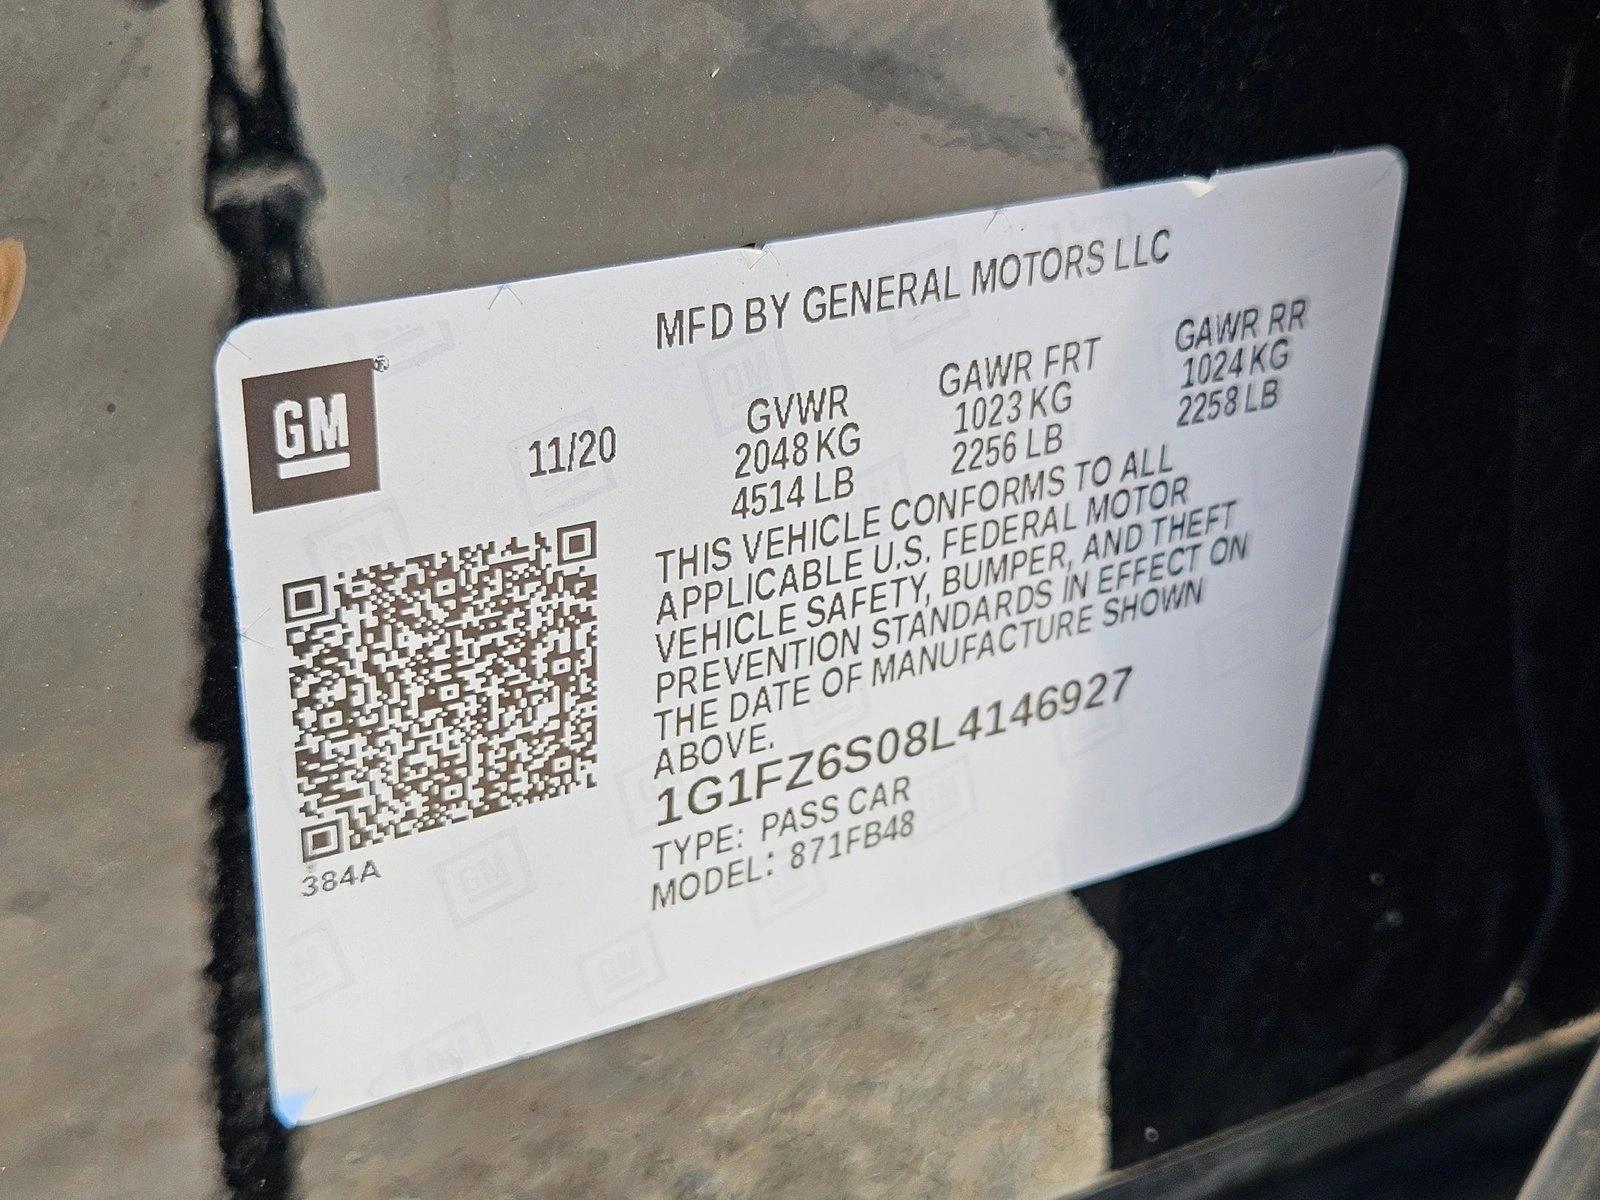 MFD BY GENERAL MOTORS LLC
GM®
11/20
GVWR
2048 KG
4514 LB
GAWR FRT
1023 KG
2256 LB
GAWR RR
1024 KG
2258 LB
THIS VEHICLE CONFORMS TO ALL
APPLICABLE U.S. FEDERAL MOTOR
VEHICLE SAFETY, BUMPER, AND THEFT
PREVENTION STANDARDS IN EFFECT ON
THE DATE OF MANUFACTURE SHOWN
ABOVE.
1G1FZ6S08L4146927
TYPE: PASS CAR
MODEL: 871FB48
384A